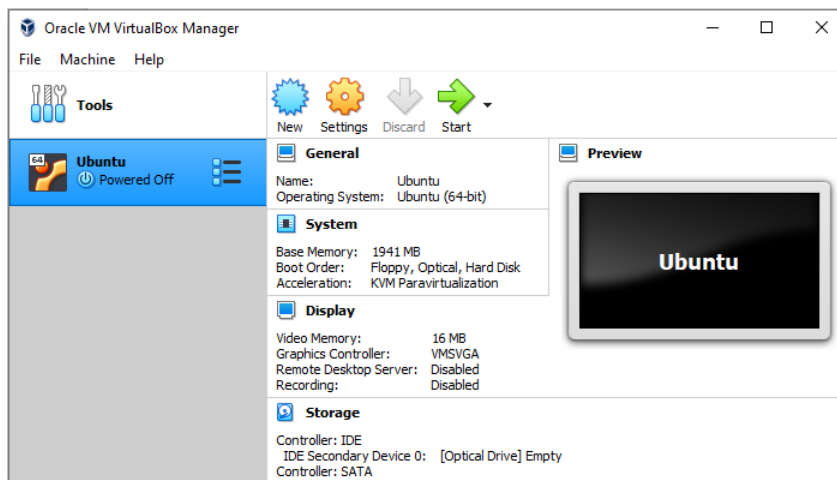 Oracle VM VirtualBox Manager
File Machine Help
Tools
New Settings Discard Start
64
Ubuntu
Powered Off
General
Name: Ubuntu
Operating System: Ubuntu (64-bit)
System
Base Memory: 1941 MB
Boot Order: Floppy, Optical, Hard Disk
Acceleration: KVM Paravirtualization
Display
Video Memory: 16 MB
Graphics Controller: VMSVGA
Remote Desktop Server: Disabled
Recording: Disabled
Storage
Controller: IDE
IDE Secondary Device 0: [Optical Drive] Empty
Controller: SATA
Preview
Ubuntu